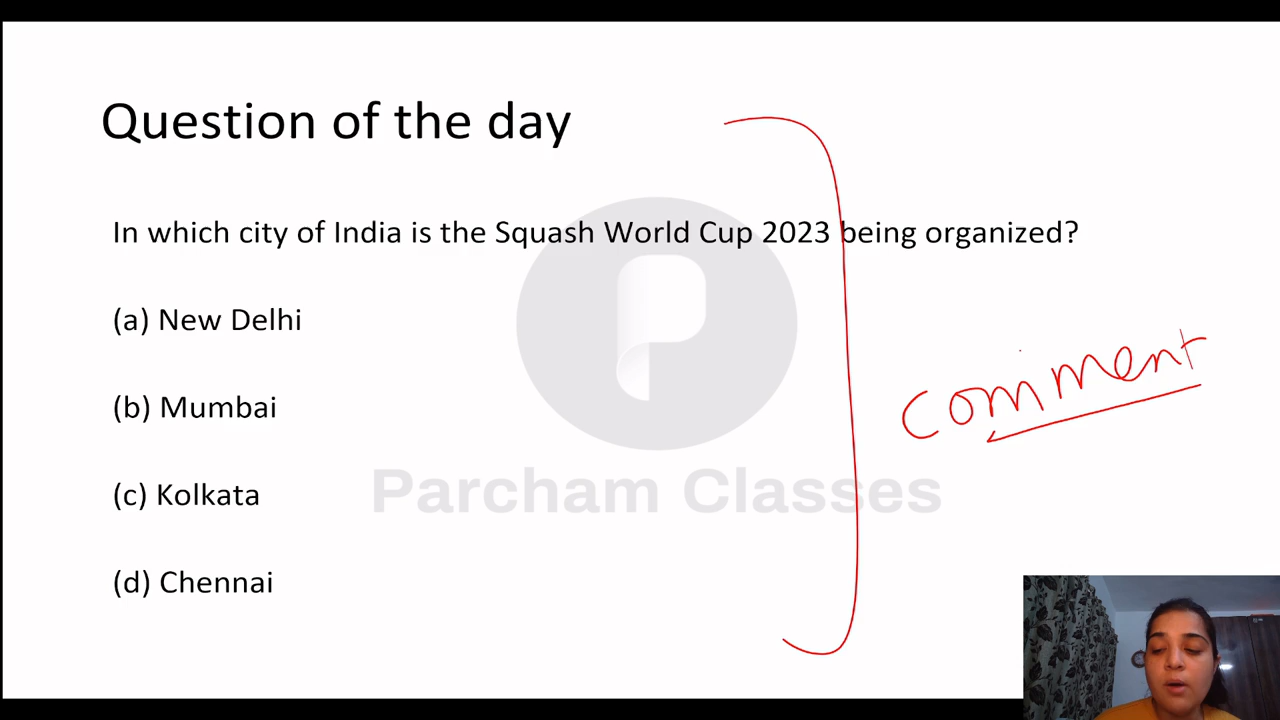 Question of the day
In which city of India is the Squash World Cup 2023 being organized?
(a) New Delhi
(b) Mumbai
comment
(c) Kolkata
Parcham Classes
(d) Chennai